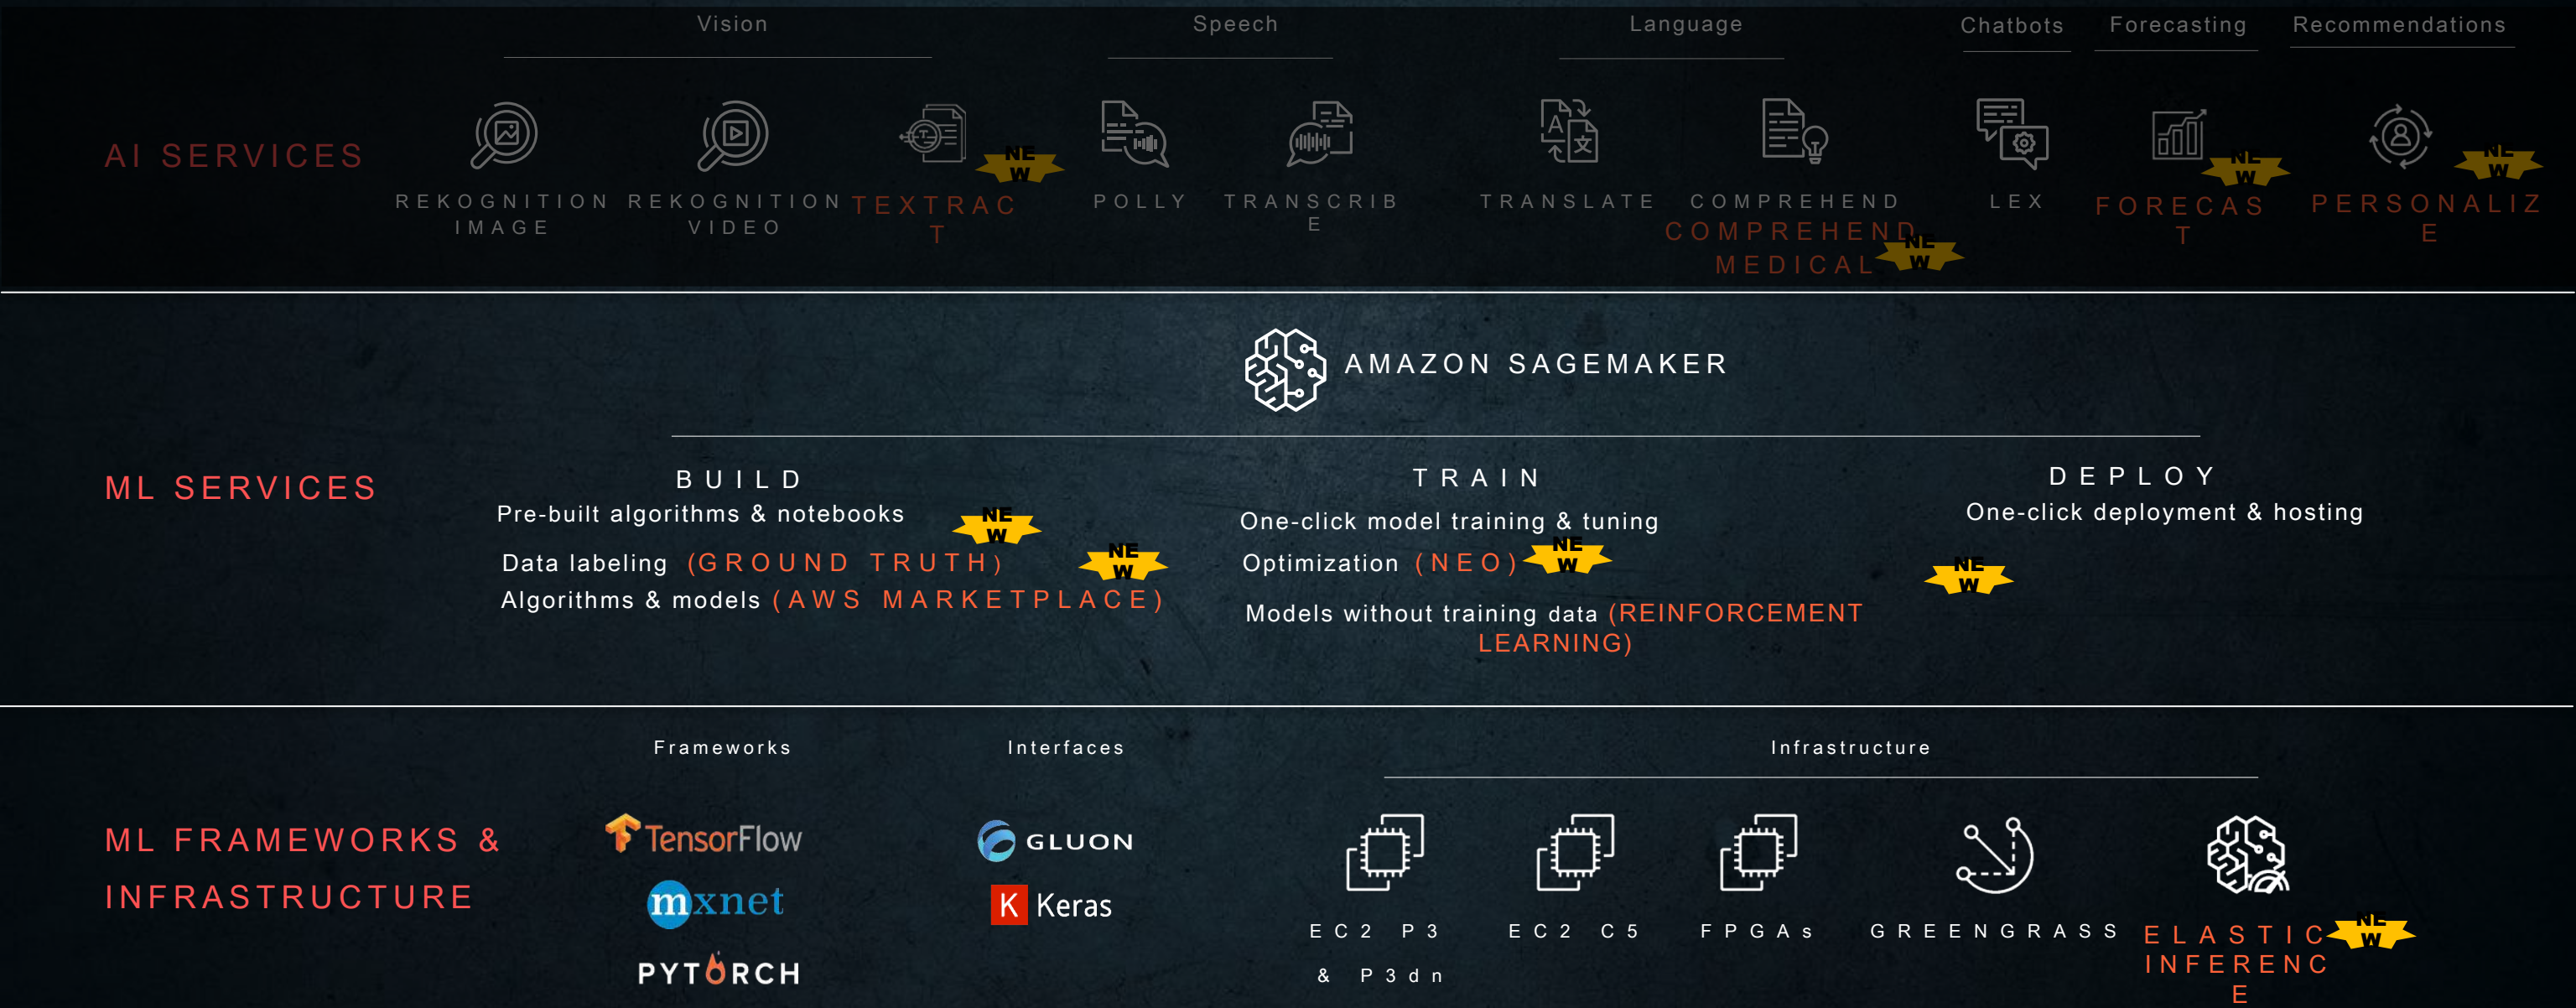 Vision
Speech
Language
Chatbots
Forecasting
Recommendations
AI SERVICES
REKOGNITION
IMAGE
REKOGNITION
VIDEO
TEXTRAC
T
NE
W
POLLY
TRANSCRIB
E
A
文
TRANSLATE
COMPREHEND
COMPREHEND
MEDICAL
NE
W
LEX
FORECAS
T
NE
W
PERSONALIZ
E
NE
W
AMAZON SAGEMAKER
ML SERVICES
BUILD
Pre-built algorithms & notebooks
NE
W
Data labeling (GROUND TRUTH)
NE
W
Algorithms & models (AWS MARKETPLACE)
TRAIN
One-click model training & tuning
Optimization (NEO)
NE
W
Models without training data (REINFORCEMENT
LEARNING)
NE
W
DEPLOY
One-click deployment & hosting
ML FRAMEWORKS &
INFRASTRUCTURE
Frameworks
TensorFlow
mxnet
PYTORCH
Interfaces
GLUON
K Keras
Infrastructure
EC2 P3
& P3dn
EC2 C5
FPGAs
GREENGRASS
ELASTIC
INFERENC
E
NE
W